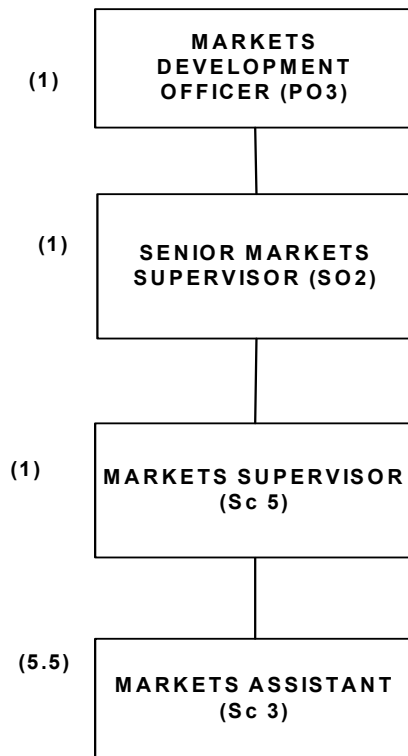 MARKETS
DEVELOPMENT
(1)
OFFICER (PO3)
(1)
SENIOR MARKETS
SUPERVISOR (SO2)
(1)
MARKETS SUPERVISOR
(Sc 5)
(5.5)
MARKETS ASSISTANT
(Sc 3)